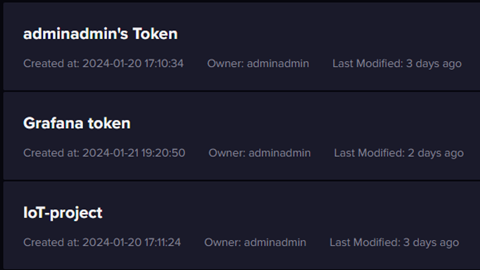 adminadmin's Token
Created at: 2024-01-20 17:10:34 Owner: adminadmin Last Modified: 3 days ago
Grafana token
Created at: 2024-01-21 19:20:50 Owner: adminadmin Last Modified: 2 days ago
IoT-project
Created at: 2024-01-20 17:11:24 Owner: adminadmin Last Modified: 3 days ago